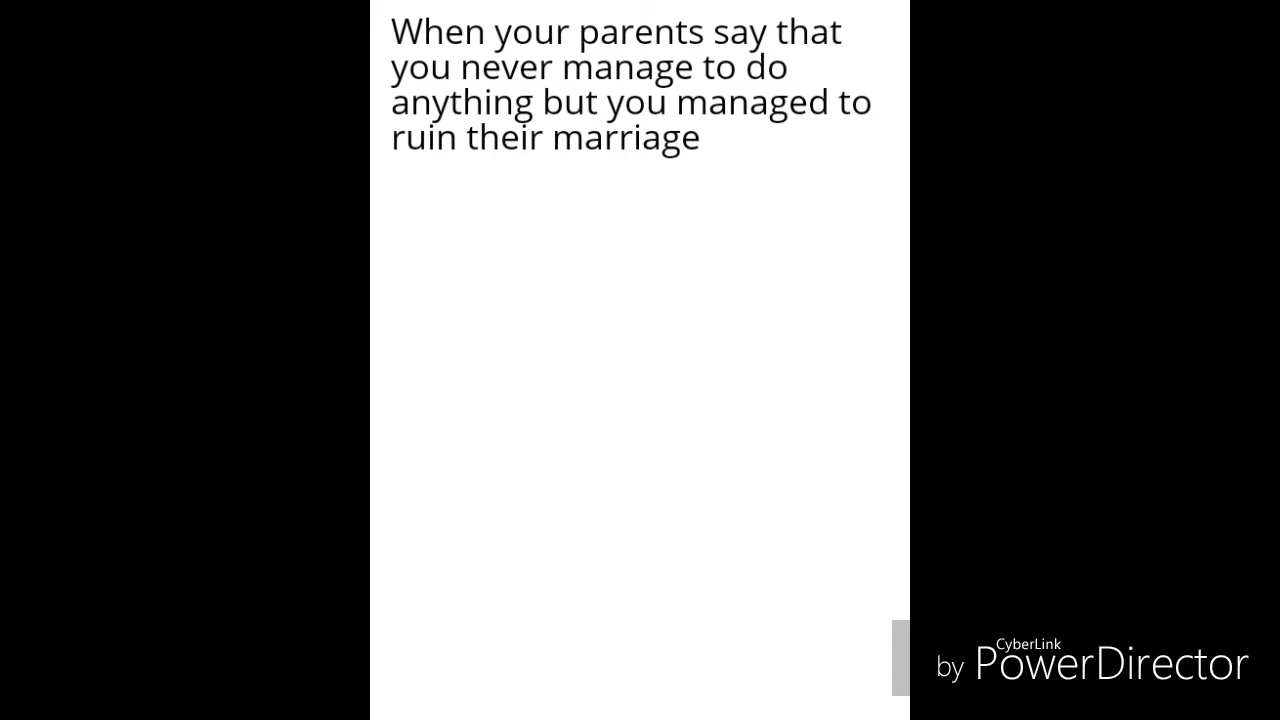 When your parents say that
you never manage to do
anything but you managed to
ruin their marriage
CyberLink
by PowerDirector